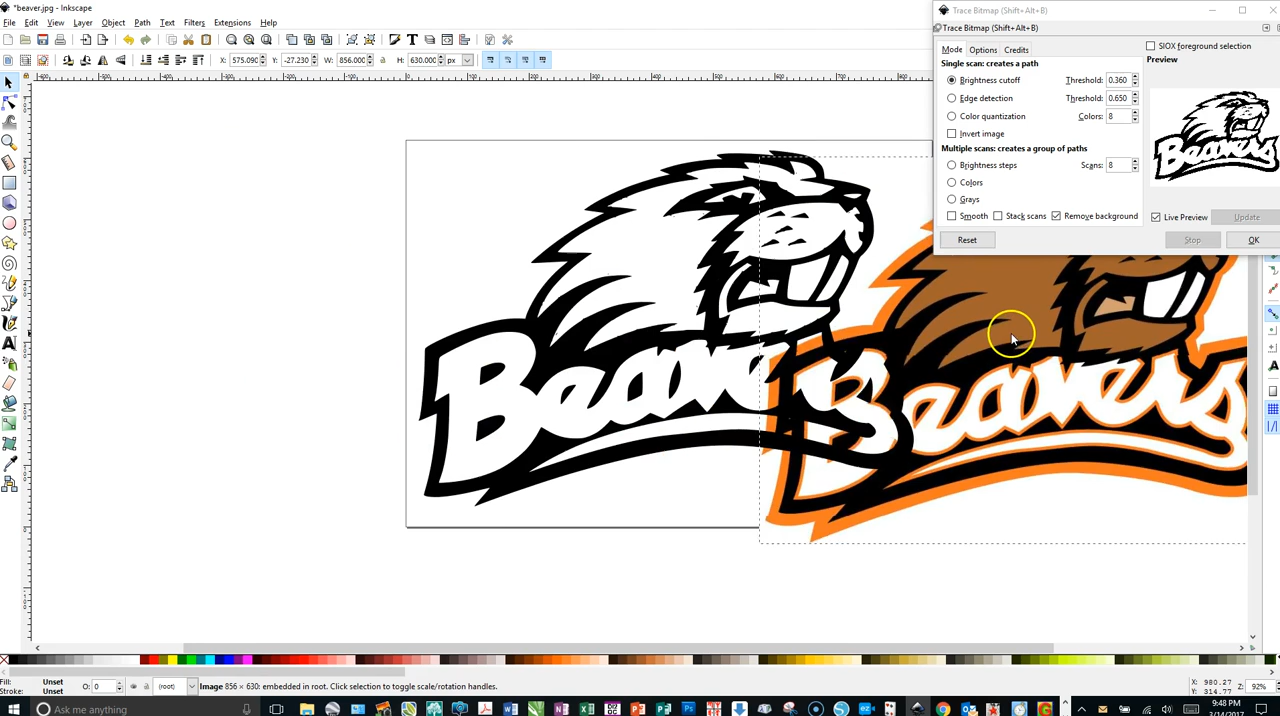 *beaver.jpg - Inkscape
File Edit View Layer Object Path Text Filters Extensions Help
X: 575.090 Y: -27.230 W: 856.000 H: 630.000 px
Trace Bitmap (Shift+Alt+B)
Trace Bitmap (Shift+Alt+B)
Mode Options Credits
SIOX foreground selection
Single scan: creates a path
Preview
Brightness cutoff Threshold: 0.360
Edge detection Threshold: 0.650
Color quantization Colors: 8
Invert image
Multiple scans: creates a group of paths
Brightness steps Scans: 8
Colors
Grays
Smooth Stack scans Remove background
Live Preview Update
Reset Stop OK
Beavers
Beavers
Beavers
Fill: Unset
Stroke: Unset
O: 0
(root)
Image 856 × 630: embedded in root. Click selection to toggle scale/rotation handles.
X: 980.27
Y: 314.77
Z: 92%
Ask me anything
9:48 PM